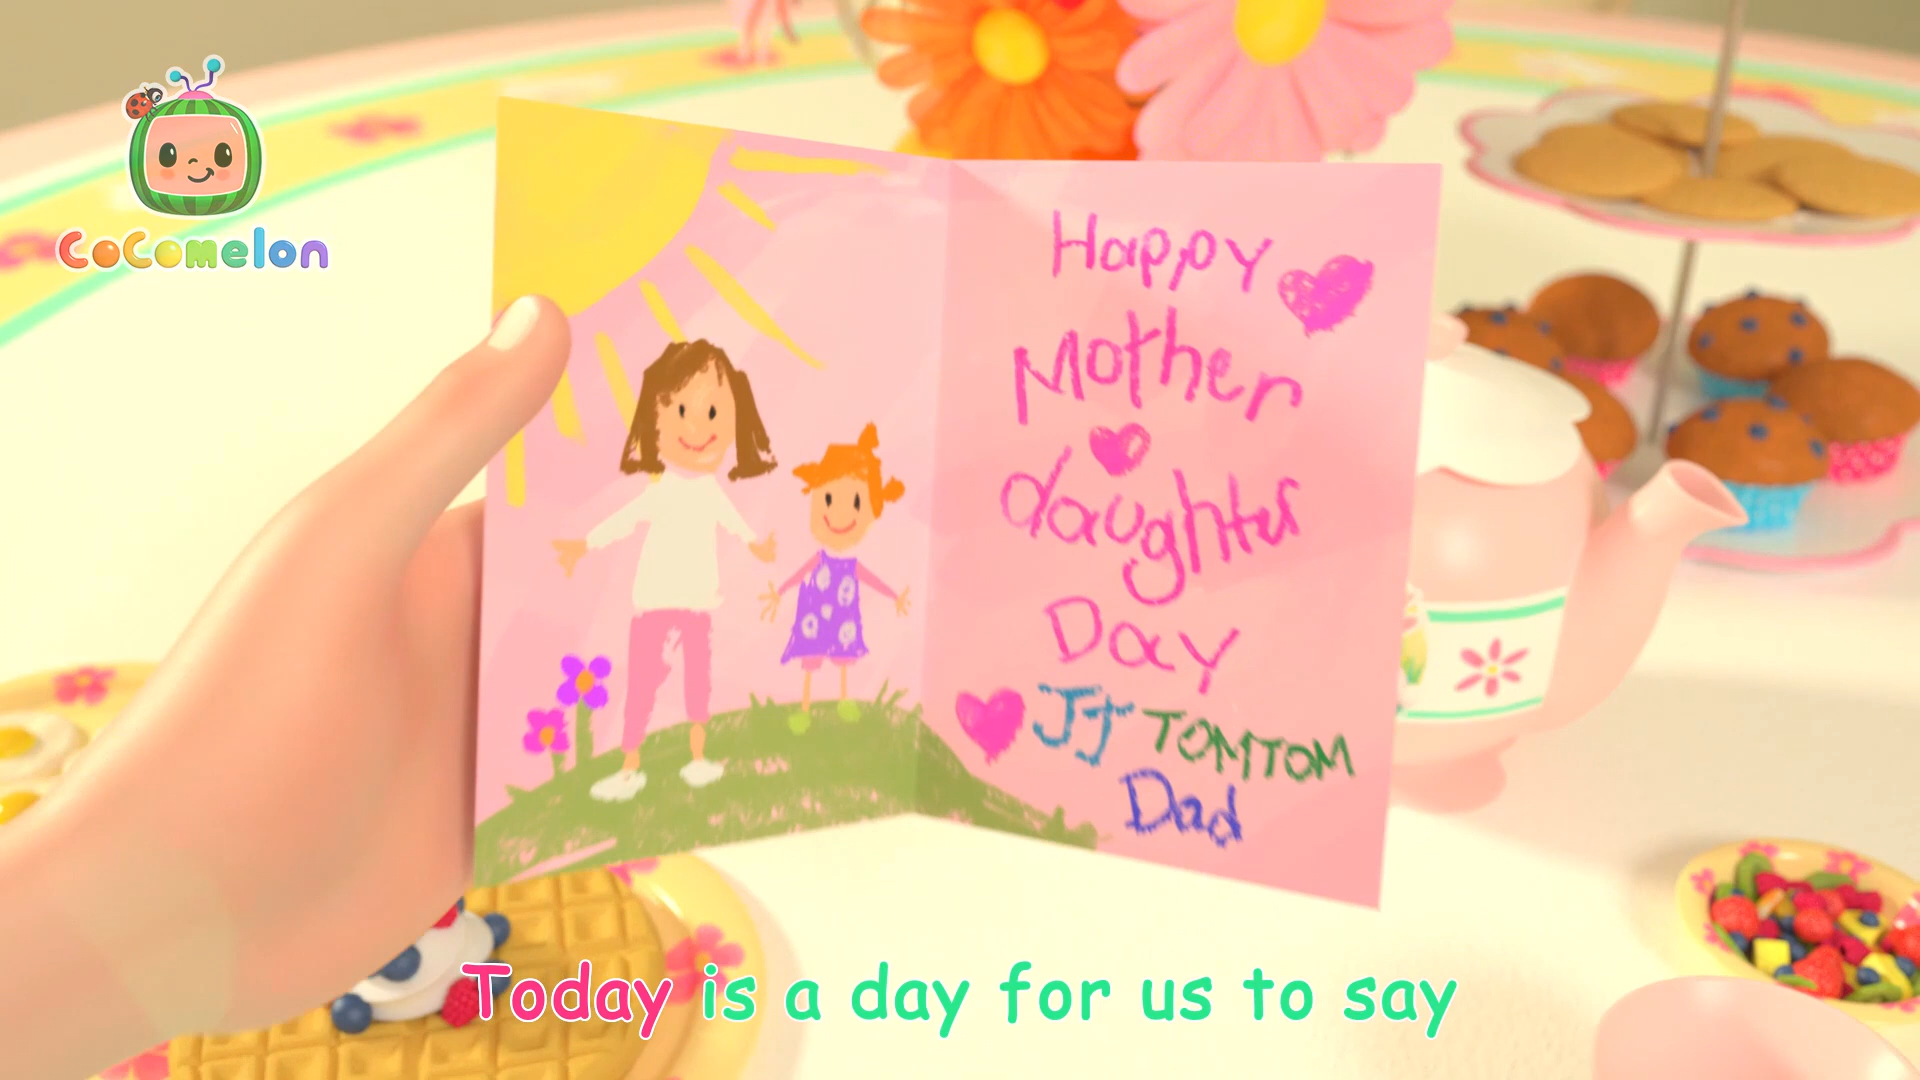 CoComelon
Happy
Mother
daughter
Day
JJ TOMTOM
Dad
Today is a day for us to say